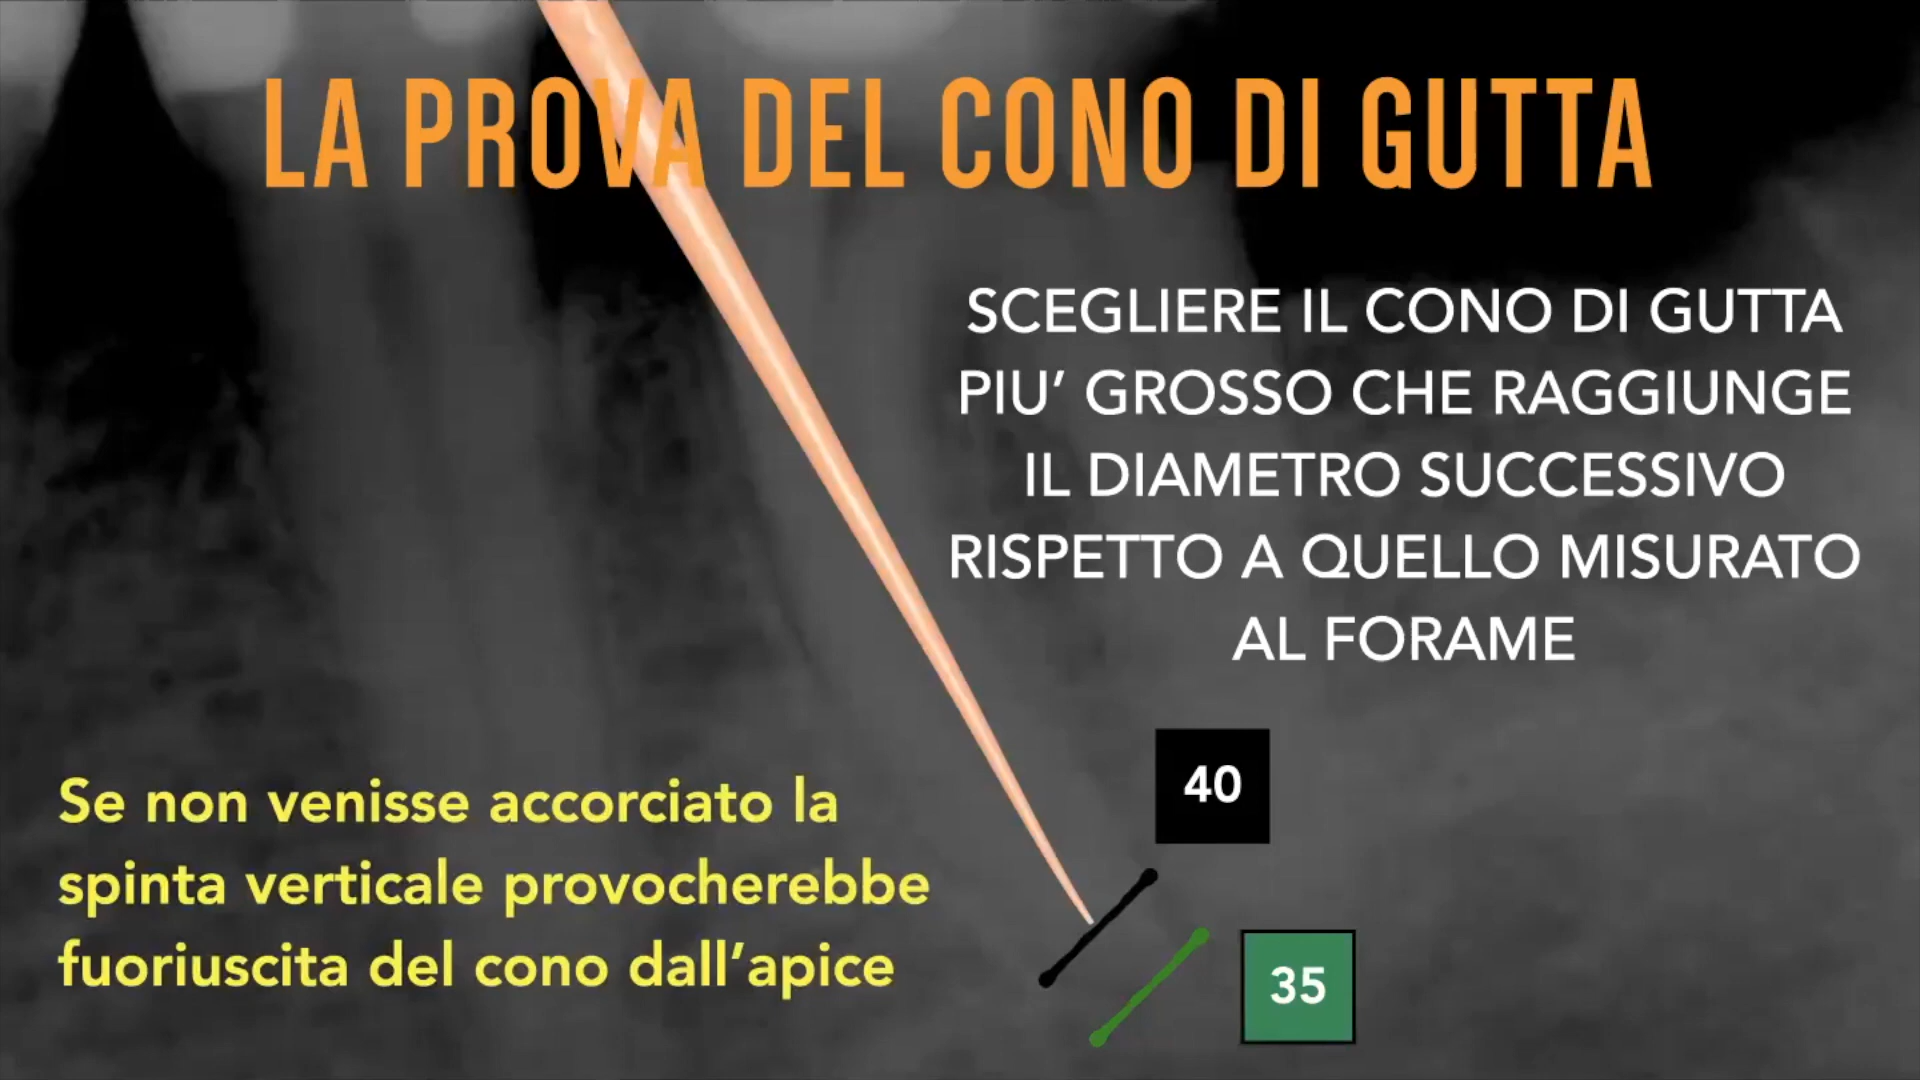 LA PROVA DEL CONO DI GUTTA
SCEGLIERE IL CONO DI GUTTA
PIU’ GROSSO CHE RAGGIUNGE
IL DIAMETRO SUCCESSIVO
RISPETTO A QUELLO MISURATO
AL FORAME
40
Se non venisse accorciato la
spinta verticale provocherebbe
fuoriuscita del cono dall’apice
35